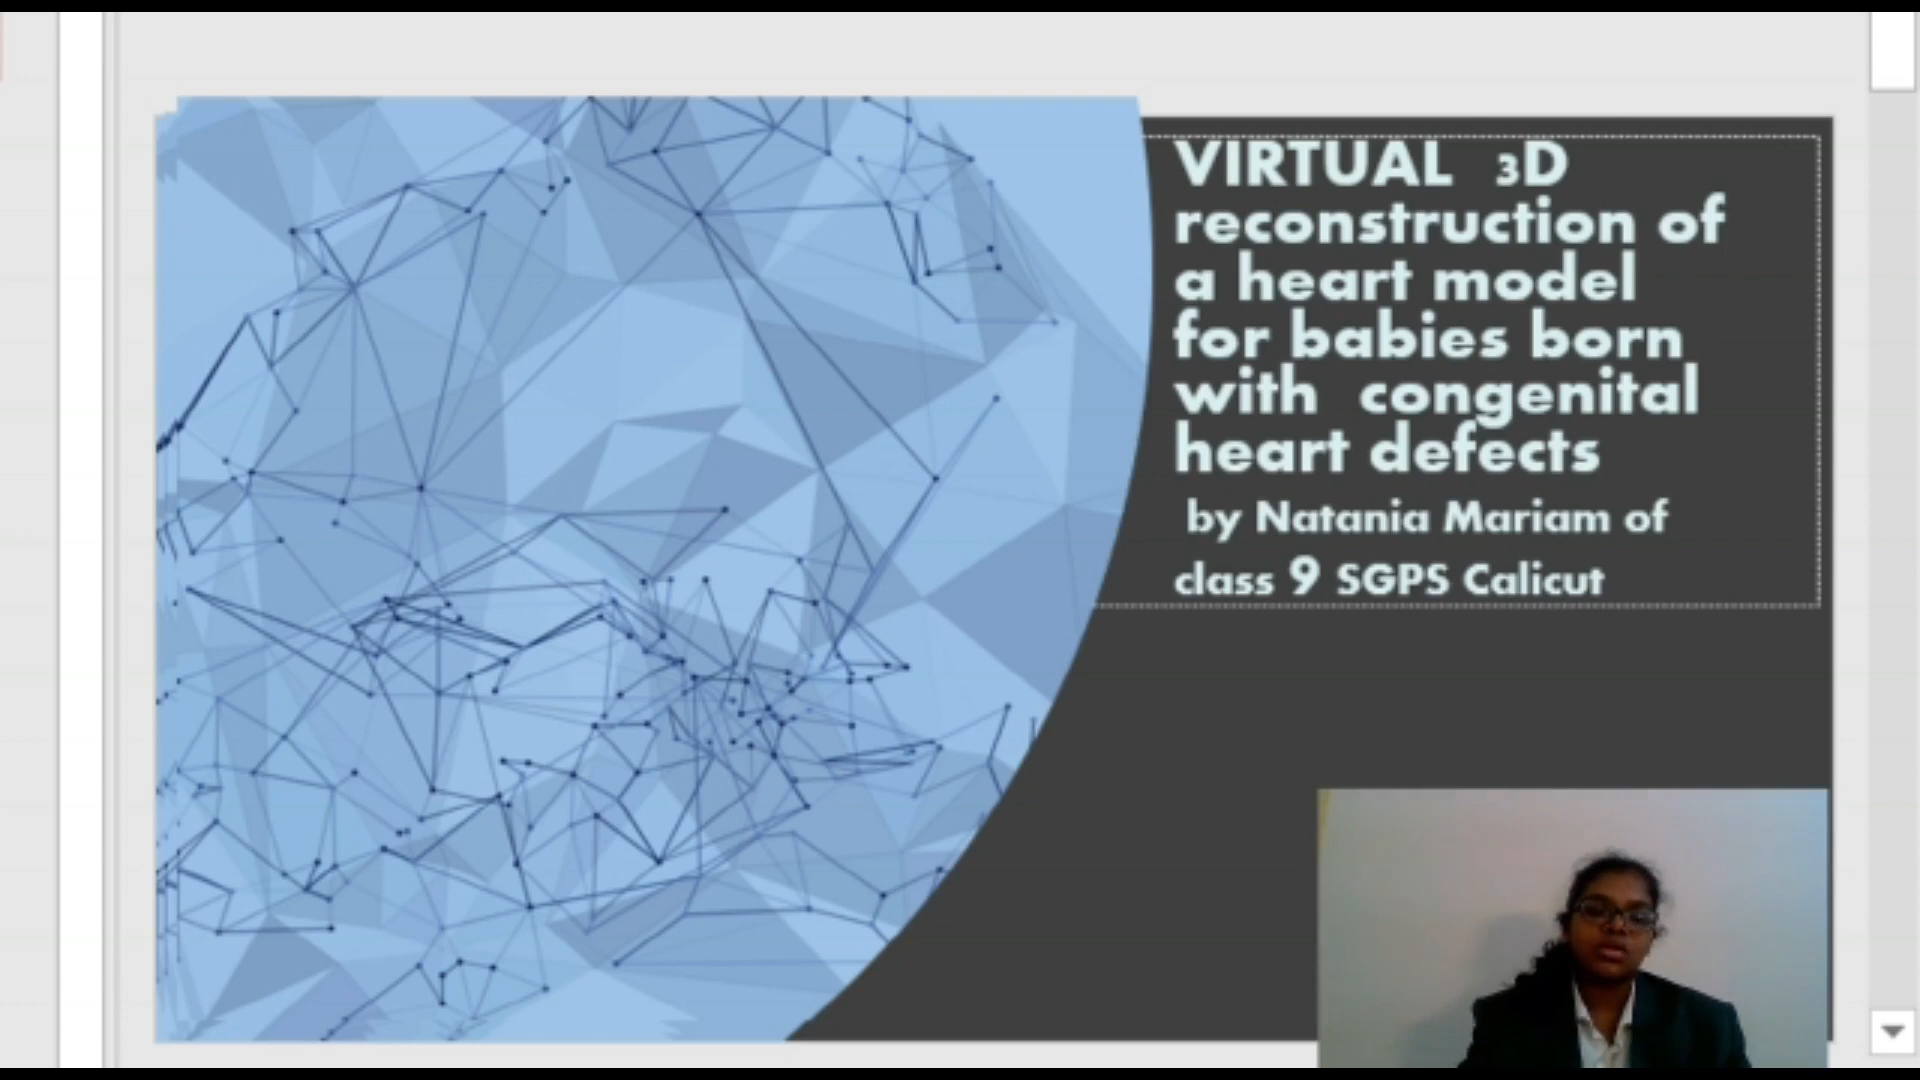 VIRTUAL 3D
reconstruction of
a heart model
for babies born
with congenital
heart defects
by Natania Mariam of
class 9 SGPS Calicut